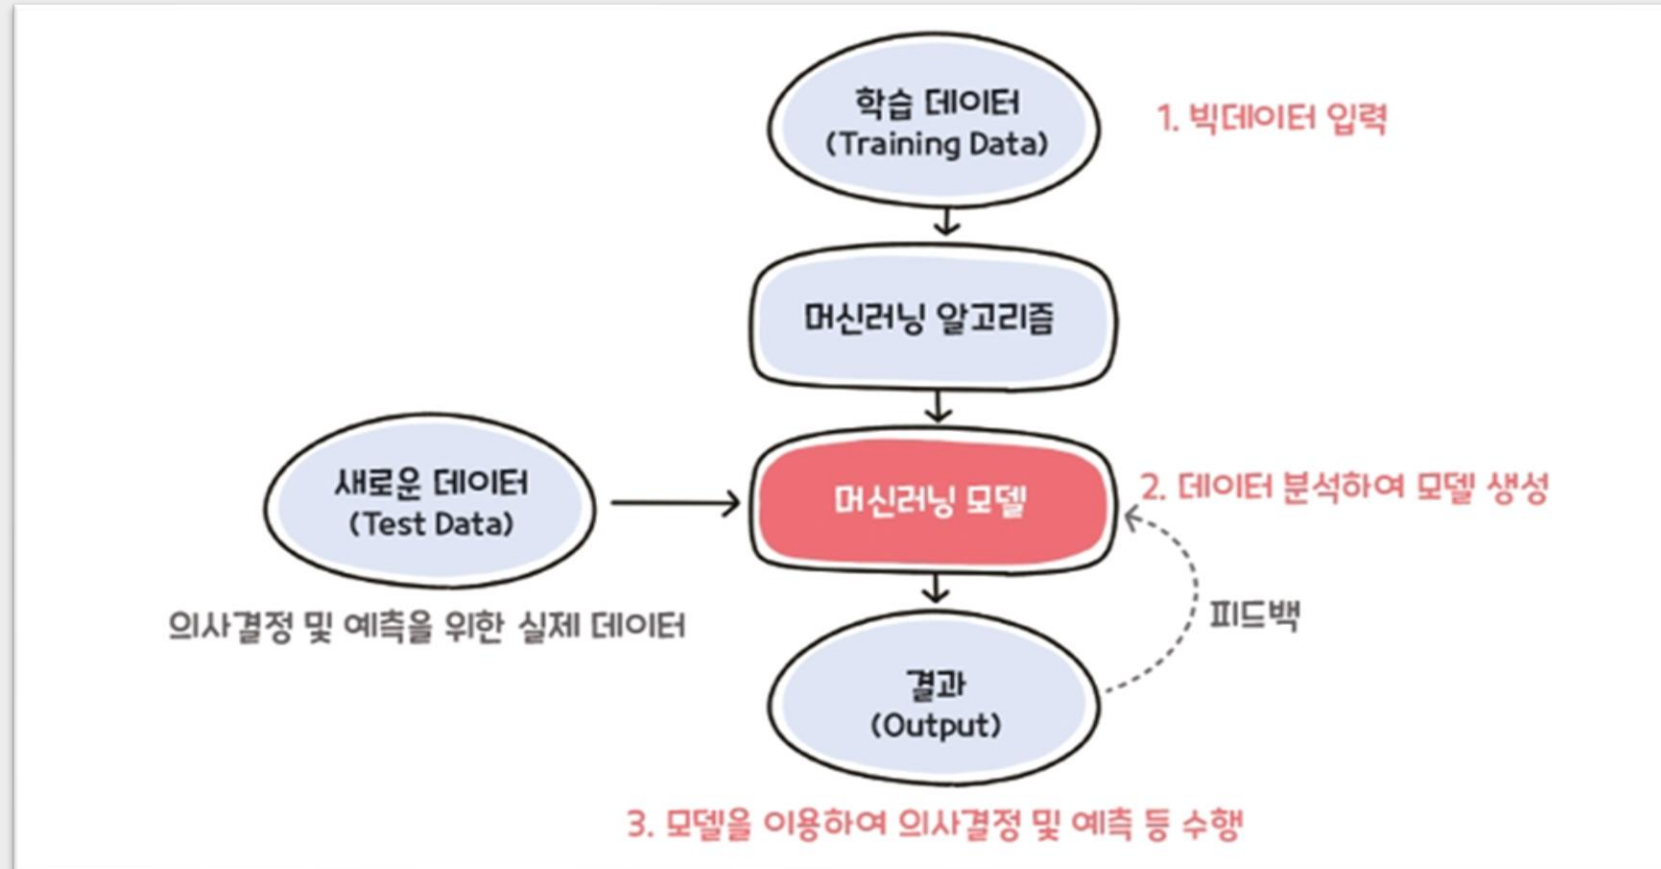 학습 데이터
(Training Data)
1. 빅데이터 입력
머신러닝 알고리즘
새로운 데이터
(Test Data)
머신러닝 모델
2. 데이터 분석하여 모델 생성
의사결정 및 예측을 위한 실제 데이터
피드백
결과
(Output)
3. 모델을 이용하여 의사결정 및 예측 등 수행